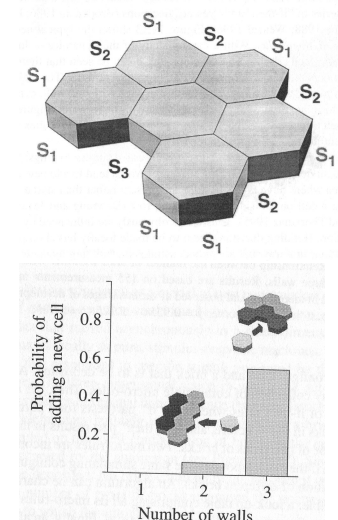 S₁
S₂
S₂
S₁
S₁
S₂
S₁
S₃
S₁
S₂
S₁
S₁
Probability of
adding a new cell
0.8
0.6
0.4
0.2
1
2
3
Number of walls